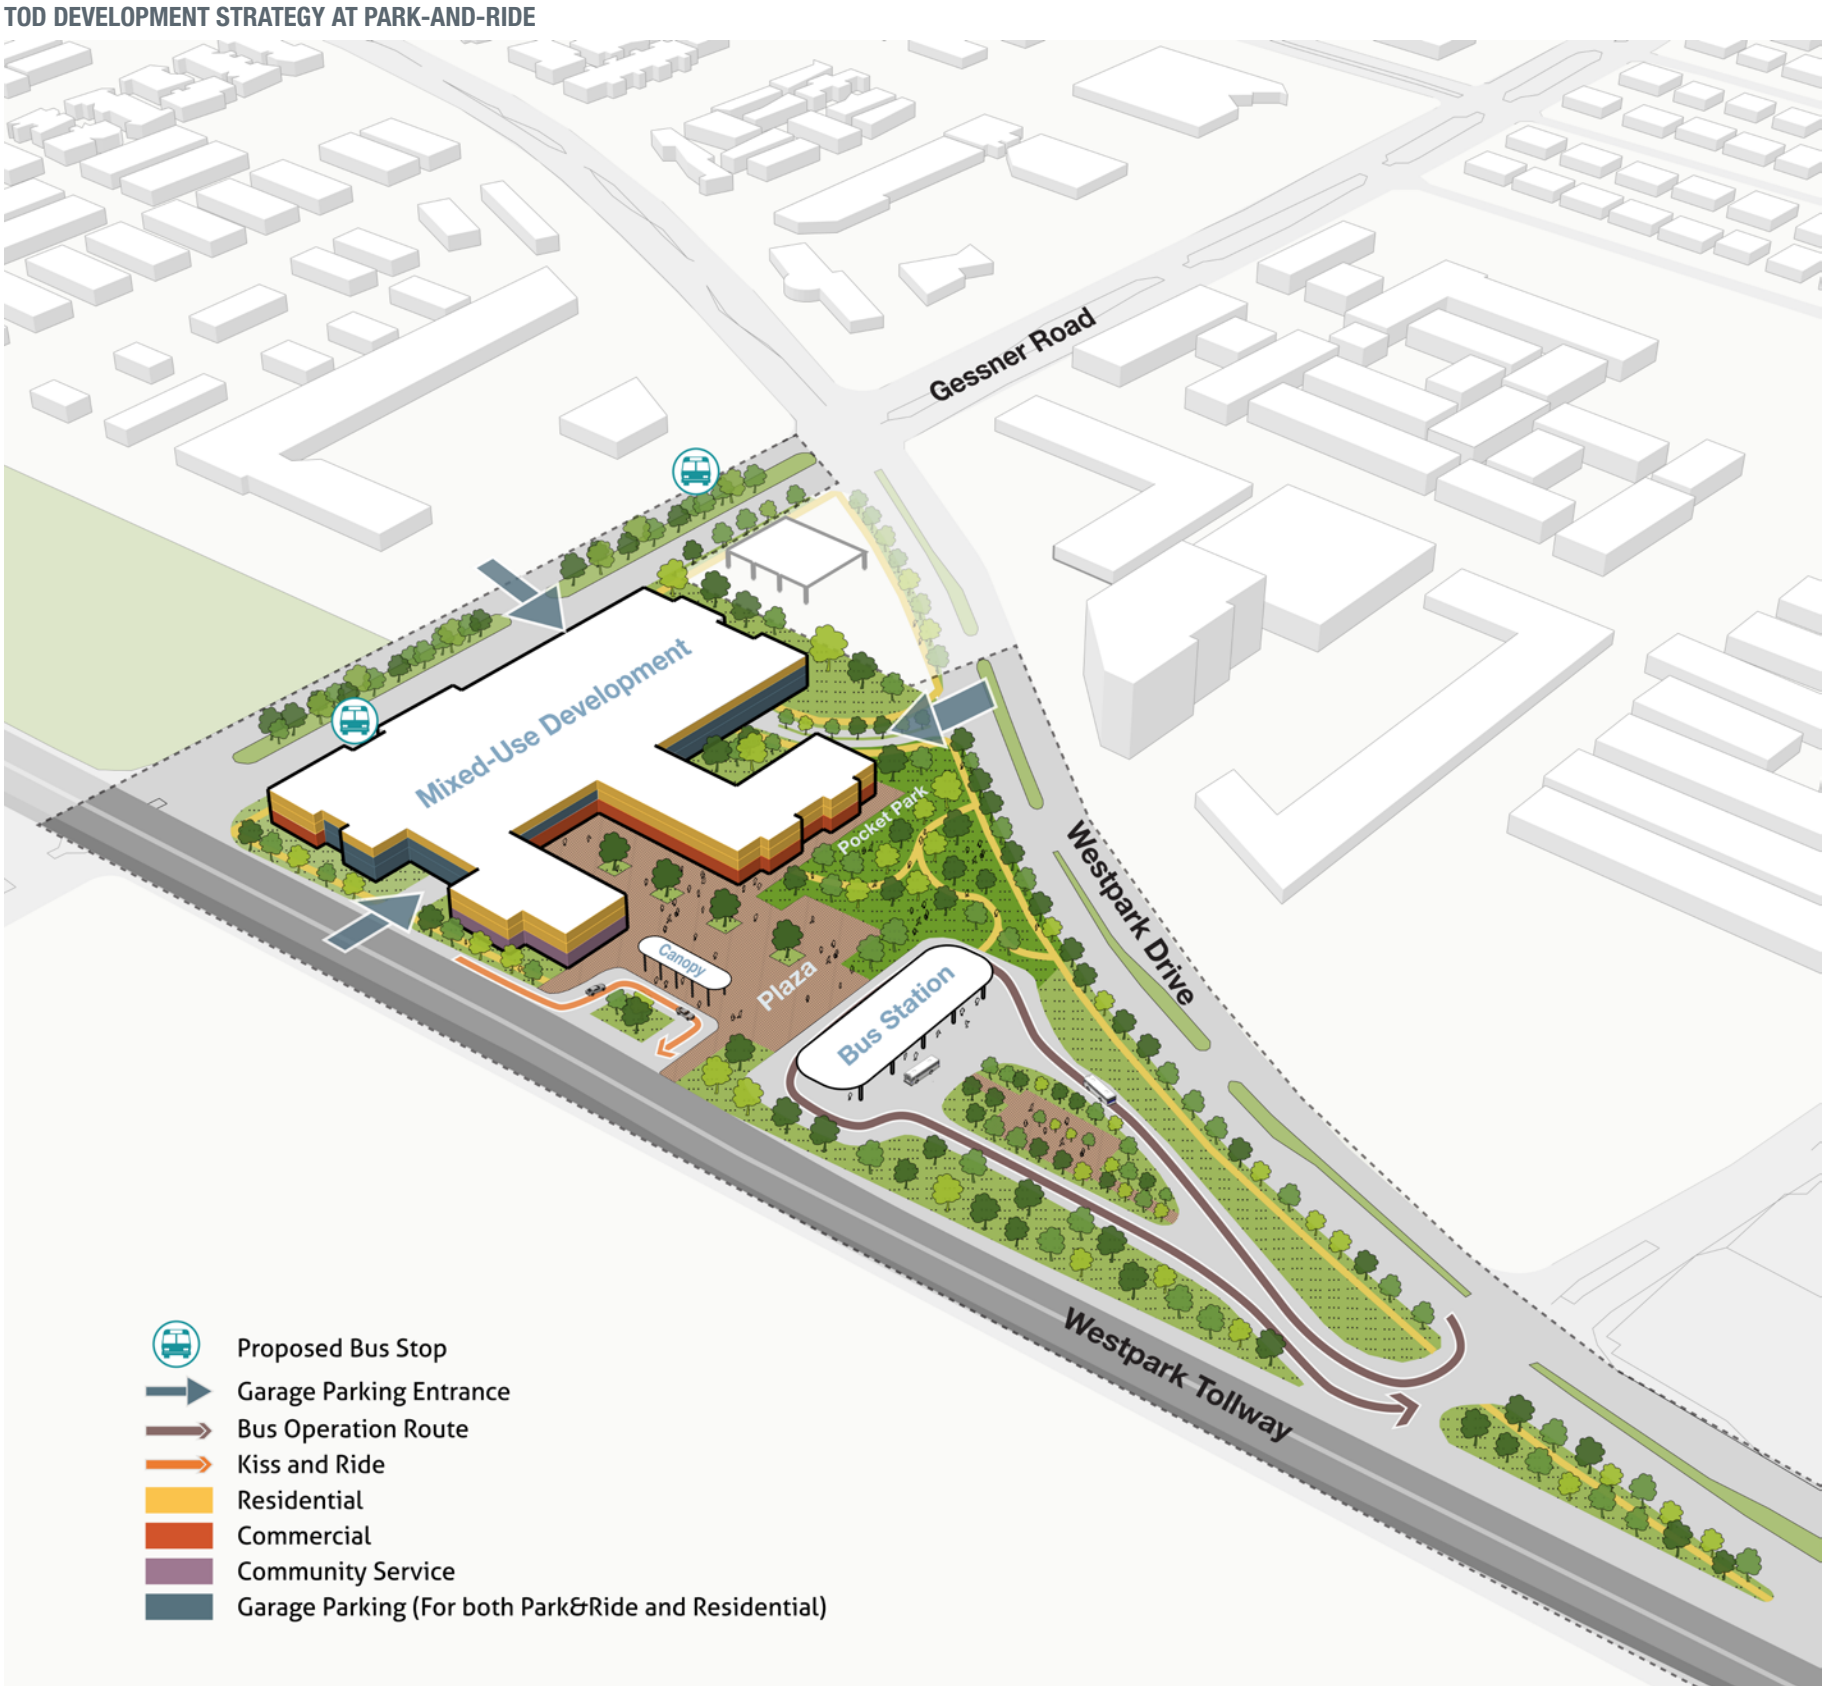 TOD DEVELOPMENT STRATEGY AT PARK-AND-RIDE
Gessner Road
Mixed-Use Development
Pocket Park
Westpark Drive
Canopy
Plaza
Bus Station
Westpark Tollway
Proposed Bus Stop
Garage Parking Entrance
Bus Operation Route
Kiss and Ride
Residential
Commercial
Community Service
Garage Parking (For both Park&Ride and Residential)